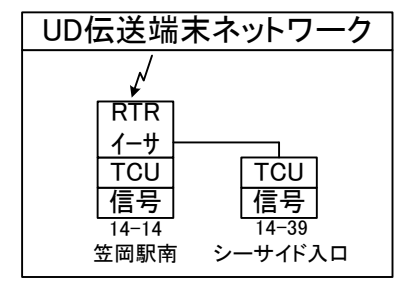 UD伝送端末ネットワーク
RTR
イーサ
TCU
信号
14-14
笠岡駅南
TCU
信号
14-39
シーサイド入口